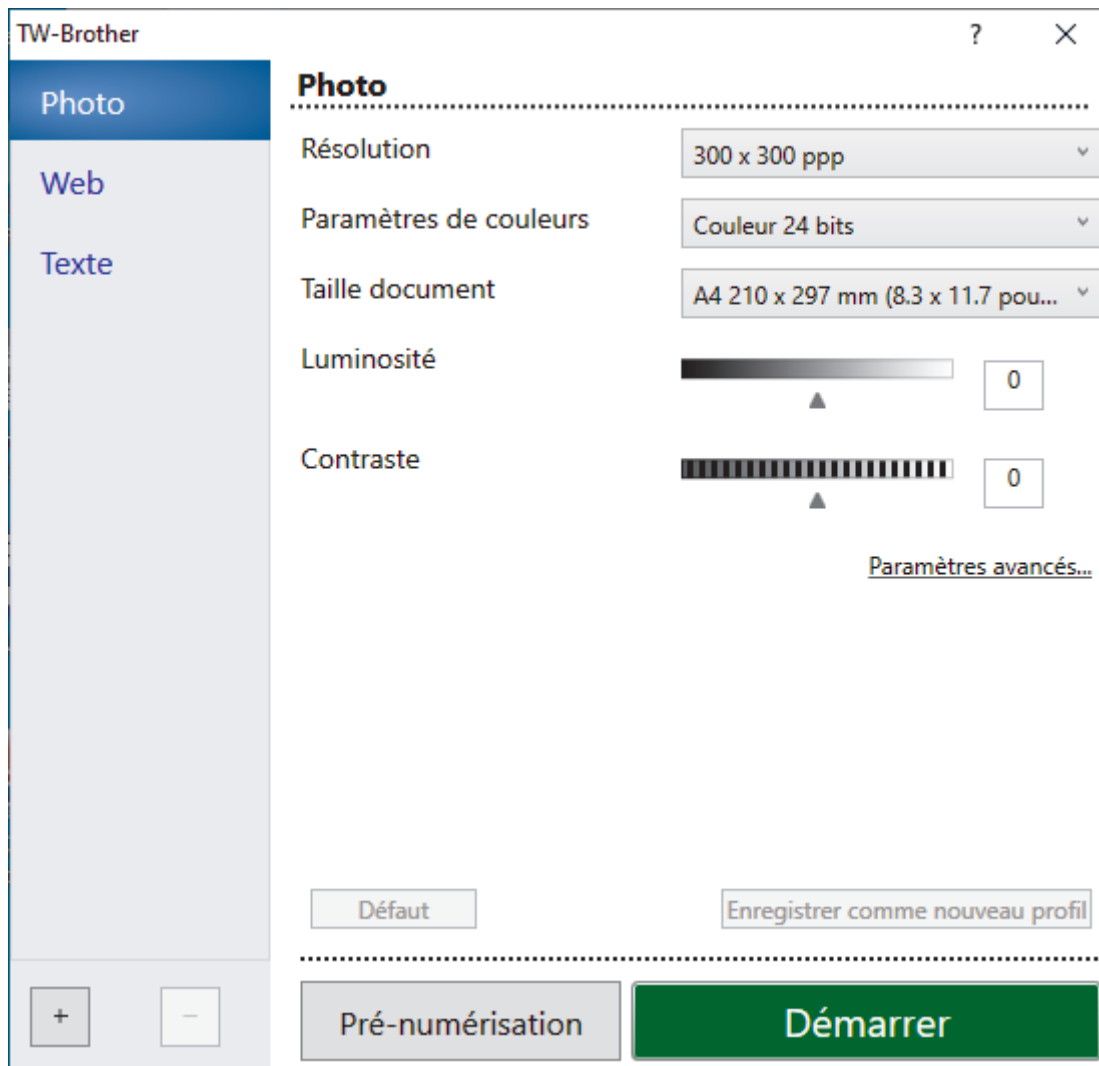 TW-Brother
?
Photo
Web
Texte
Photo
Résolution
300 x 300 ppp
Paramètres de couleurs
Couleur 24 bits
Taille document
A4 210 x 297 mm (8.3 x 11.7 pou...
Luminosité
0
Contraste
0
Paramètres avancés...
Défaut
Enregistrer comme nouveau profil
+
−
Pré-numérisation
Démarrer